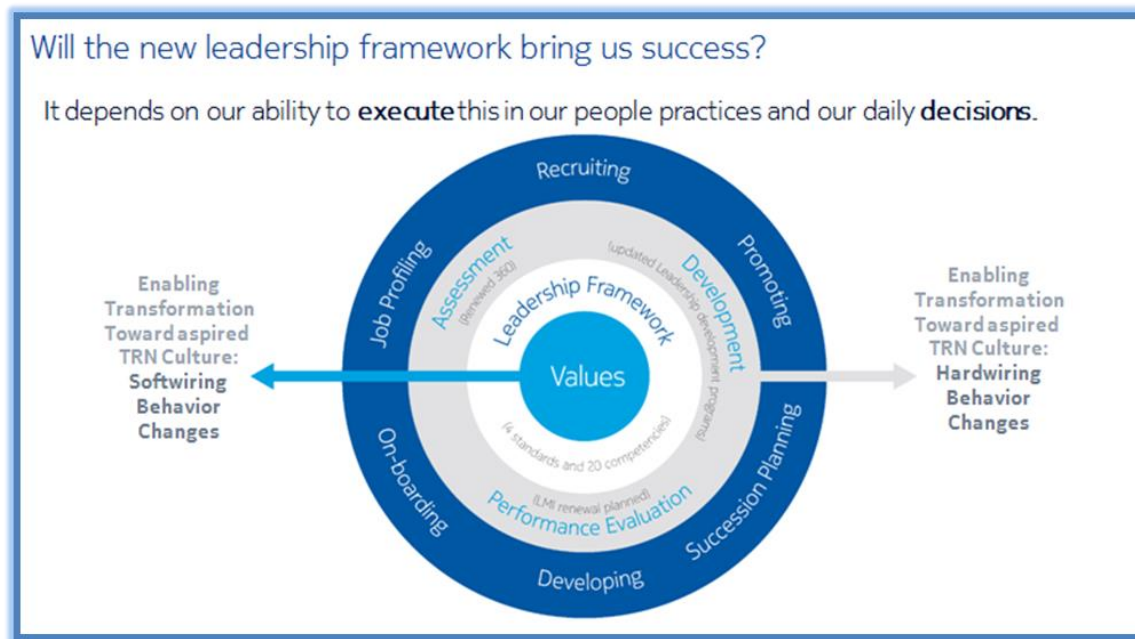 Will the new leadership framework bring us success?
It depends on our ability to execute this in our people practices and our daily decisions.
Recruiting
Job Profiling
Promoting
Assessment
(Renewed 360)
(updated Leadership development programs)
Development
Leadership Framework
Enabling
Transformation
Toward aspired
TRN Culture:
Softwiring
Behavior
Changes
Values
Enabling
Transformation
Toward aspired
TRN Culture:
Hardwiring
Behavior
Changes
(4 standards and 20 competencies)
On-boarding
Succession Planning
(LMI renewal planned)
Performance Evaluation
Developing